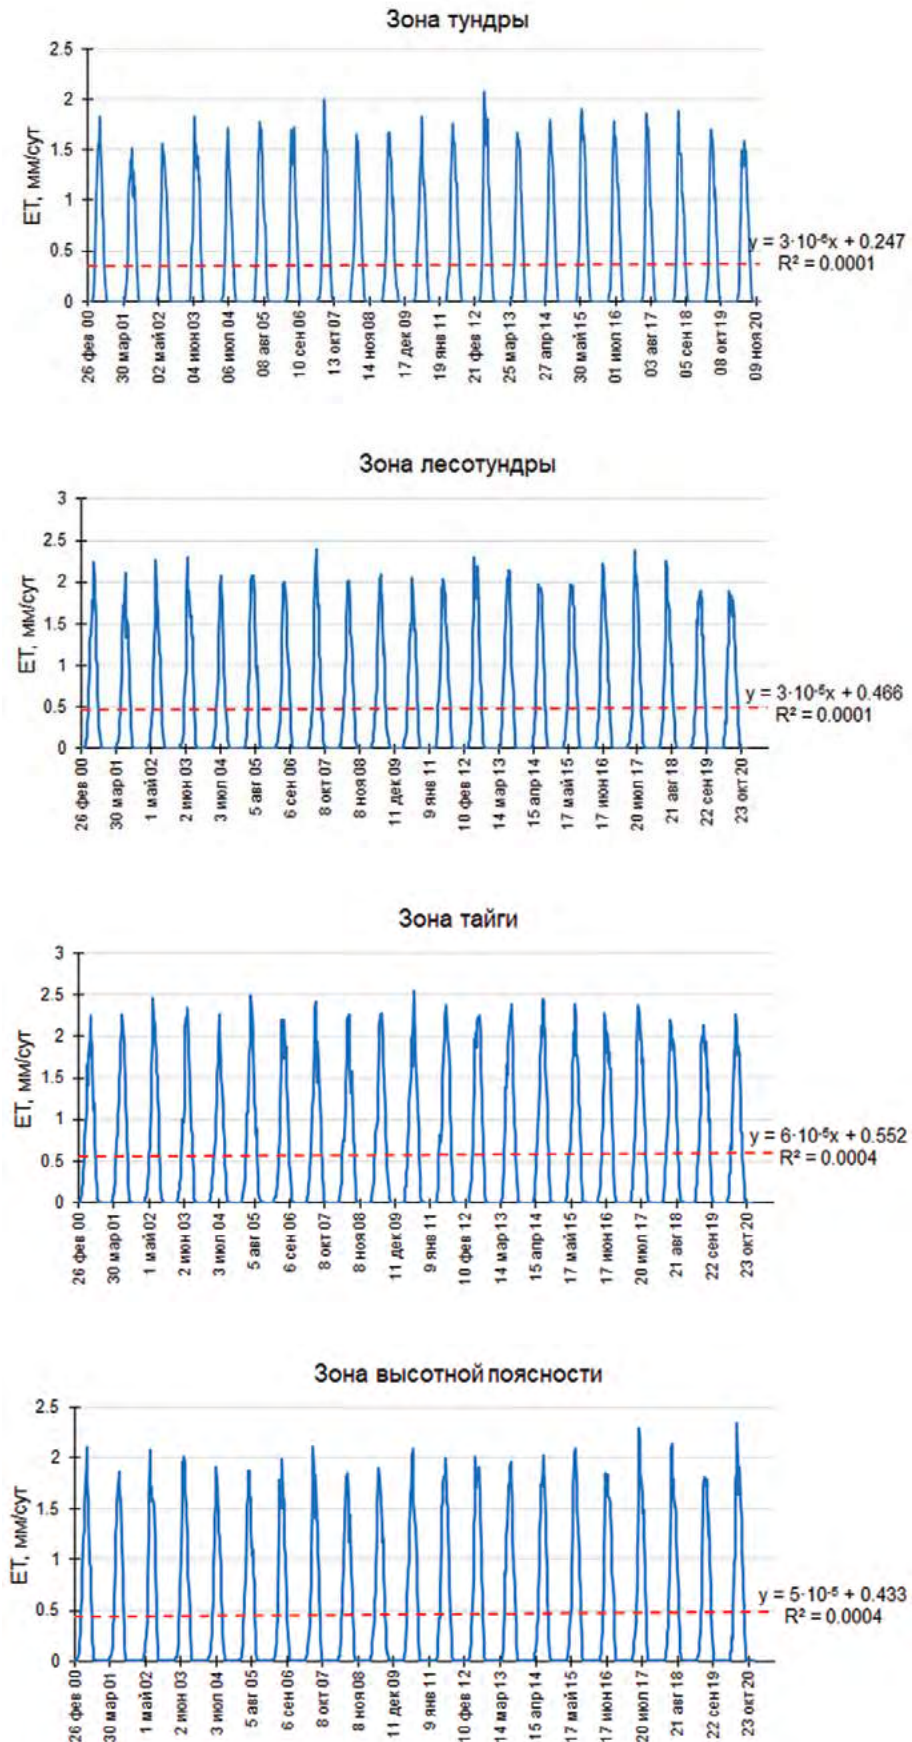 Зона тундры
2.5
2
1.5
1
0.5
0
ET, мм/сут
y = 3·10⁻⁶x + 0.247
R² = 0.0001
26 фев 00
30 мар 01
02 май 02
04 июн 03
06 июл 04
08 авг 05
10 сен 06
13 окт 07
14 ноя 08
17 дек 09
19 янв 11
21 фев 12
25 мар 13
27 апр 14
30 май 15
01 июл 16
03 авг 17
05 сен 18
08 окт 19
09 ноя 20
Зона лесотундры
3
2.5
2
1.5
1
0.5
0
ET, мм/сут
y = 3·10⁻⁵x + 0.466
R² = 0.0001
26 фев 00
30 мар 01
1 май 02
2 июн 03
3 июл 04
5 авг 05
6 сен 06
8 окт 07
8 ноя 08
11 дек 09
9 янв 11
10 фев 12
14 мар 13
15 апр 14
17 май 15
17 июн 16
20 июл 17
21 авг 18
22 сен 19
23 окт 20
Зона тайги
3
2.5
2
1.5
1
0.5
0
ET, мм/сут
y = 6·10⁻⁵x + 0.552
R² = 0.0004
26 фев 00
30 мар 01
1 май 02
2 июн 03
3 июл 04
5 авг 05
6 сен 06
8 окт 07
8 ноя 08
11 дек 09
9 янв 11
10 фев 12
14 мар 13
15 апр 14
17 май 15
17 июн 16
20 июл 17
21 авг 18
22 сен 19
23 окт 20
Зона высотной поясности
2.5
2
1.5
1
0.5
0
ET, мм/сут
y = 5·10⁻⁵ + 0.433
R² = 0.0004
26 фев 00
30 мар 01
1 май 02
2 июн 03
3 июл 04
5 авг 05
6 сен 06
8 окт 07
8 ноя 08
11 дек 09
9 янв 11
10 фев 12
14 мар 13
15 апр 14
17 май 15
17 июн 16
20 июл 17
21 авг 18
22 сен 19
23 окт 20